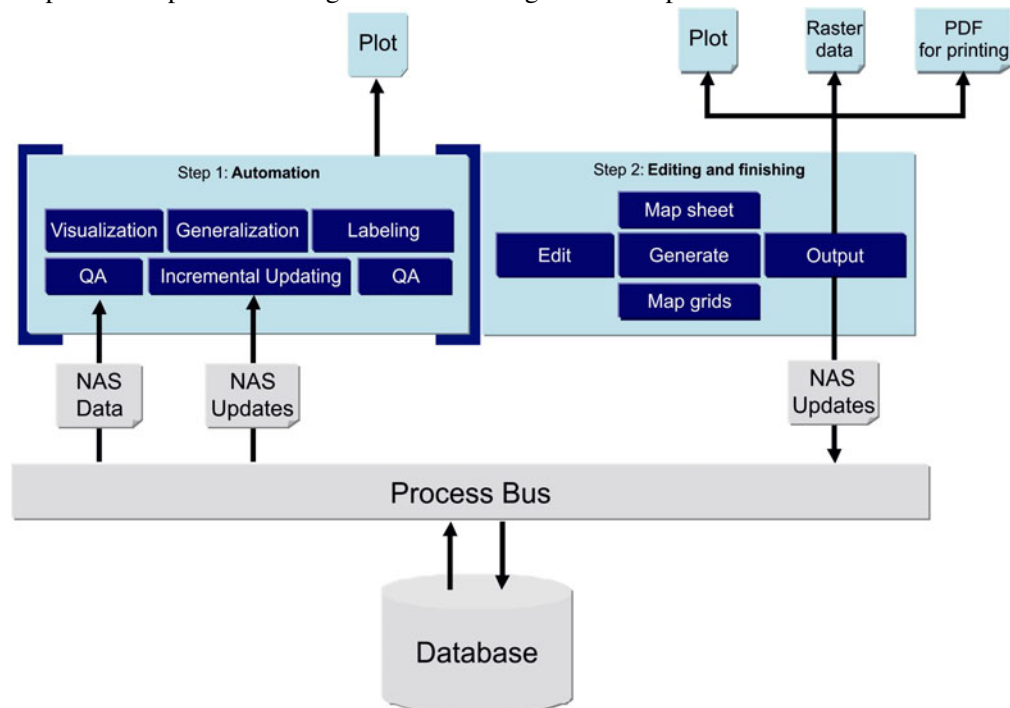 Plot
Plot
Raster
data
PDF
for printing
Step 1: Automation
Visualization
Generalization
Labeling
QA
Incremental Updating
QA
Step 2: Editing and finishing
Map sheet
Edit
Generate
Output
Map grids
NAS
Data
NAS
Updates
NAS
Updates
Process Bus
Database